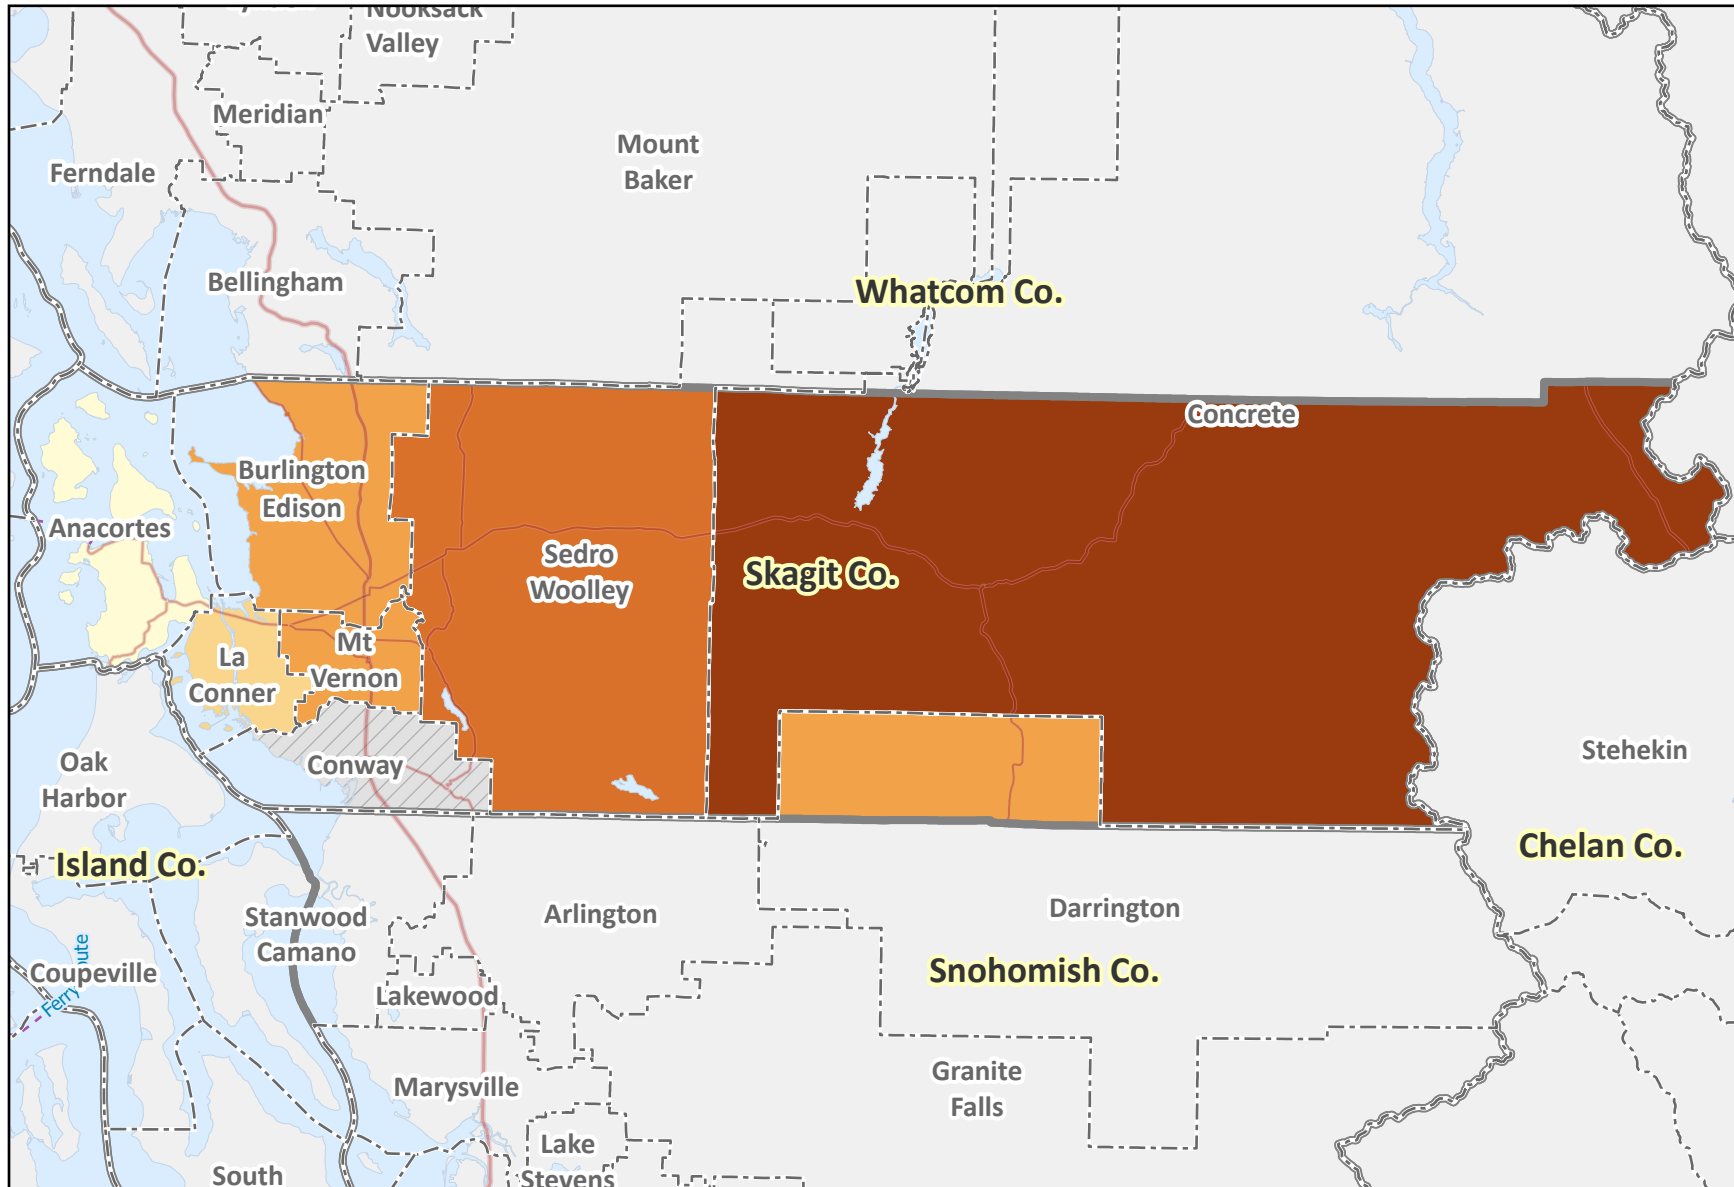 Nooksack
Valley
Meridian
Ferndale
Mount
Baker
Bellingham
Whatcom Co.
Concrete
Burlington
Edison
Anacortes
Sedro
Woolley
Skagit Co.
Mt
Vernon
La
Conner
Conway
Oak
Harbor
Stehekin
Island Co.
Chelan Co.
Stanwood
Camano
Arlington
Darrington
Coupeville
Snohomish Co.
Lakewood
Marysville
Granite
Falls
Lake
Stevens
South